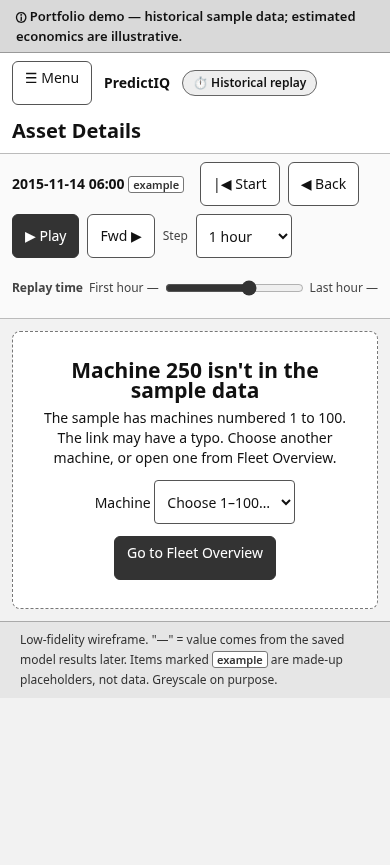 ⓘ Portfolio demo — historical sample data; estimated
economics are illustrative.
☰ Menu
PredictIQ
⏱️ Historical replay
Asset Details
2015-11-14 06:00 example
|◀ Start
◀ Back
▶ Play
Fwd ▶
Step
1 hour
Replay time
First hour —
Last hour —
Machine 250 isn't in the
sample data
The sample has machines numbered 1 to 100.
The link may have a typo. Choose another
machine, or open one from Fleet Overview.
Machine
Choose 1–100…
Go to Fleet Overview
Low-fidelity wireframe. "—" = value comes from the saved
model results later. Items marked example are made-up
placeholders, not data. Greyscale on purpose.